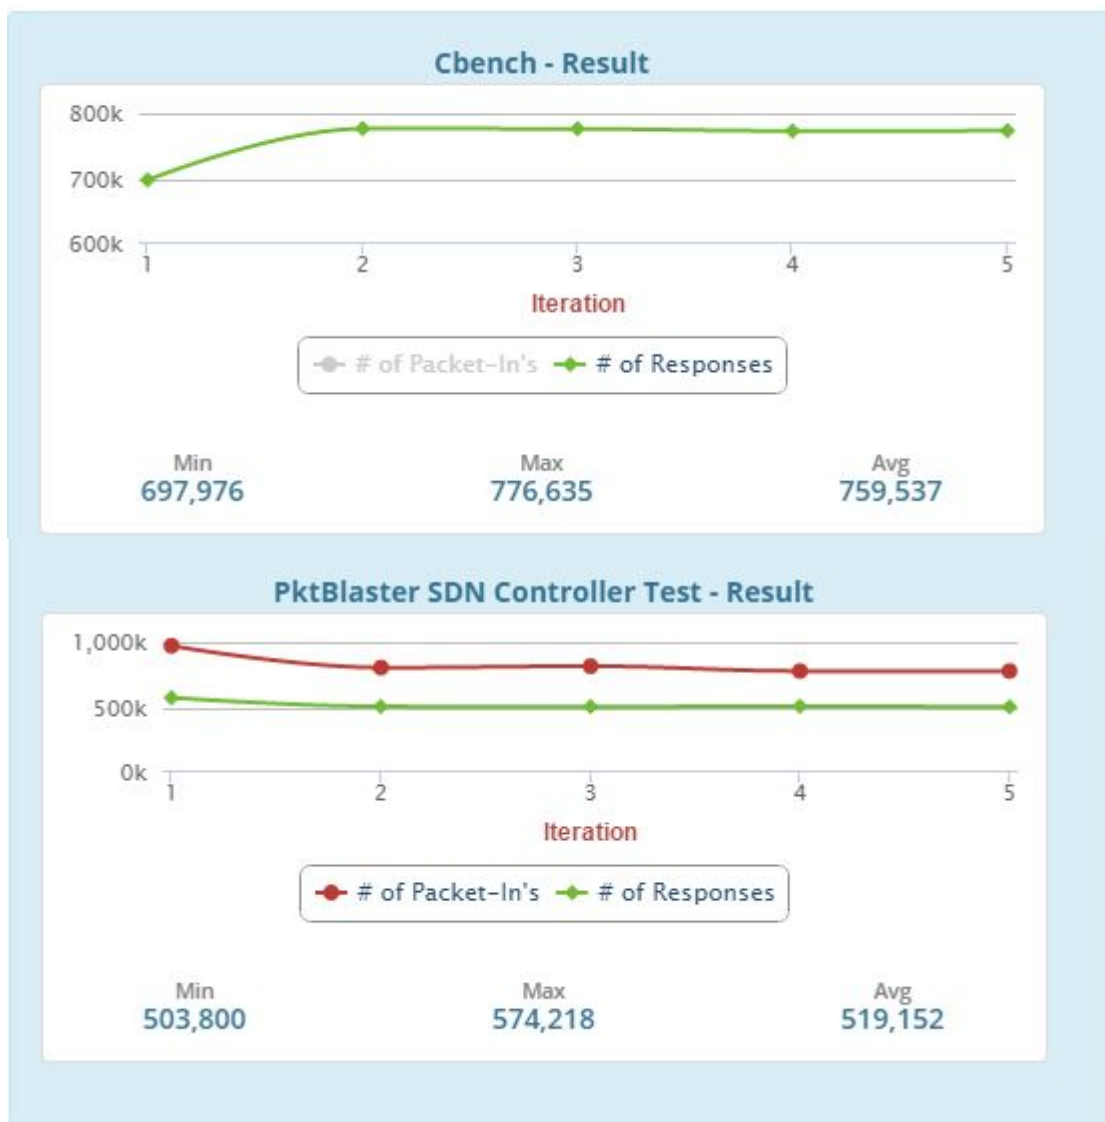 Cbench - Result
800k
700k
600k
1 2 3 4 5
Iteration
# of Packet-In's # of Responses
Min Max Avg
697,976 776,635 759,537
PktBlaster SDN Controller Test - Result
1,000k
500k
0k
1 2 3 4 5
Iteration
# of Packet-In's # of Responses
Min Max Avg
503,800 574,218 519,152